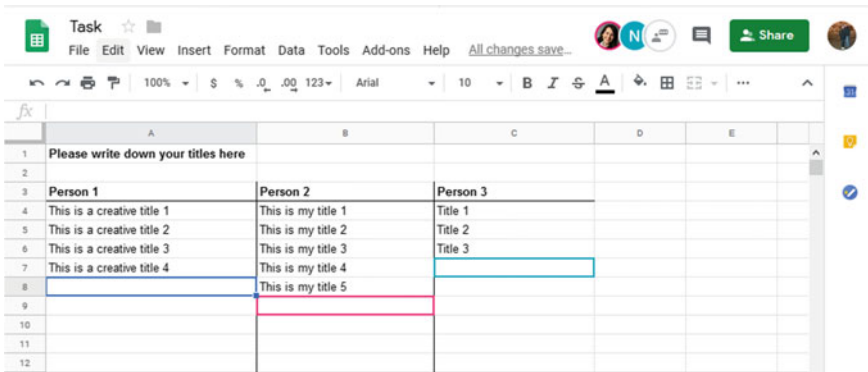 Task
File Edit View Insert Format Data Tools Add-ons Help All changes save...
N
Share
100% $ % .0 .00 123 Arial 10 B I S A ...
fx
A B C D E
1 Please write down your titles here
2
3 Person 1 Person 2 Person 3
4 This is a creative title 1 This is my title 1 Title 1
5 This is a creative title 2 This is my title 2 Title 2
6 This is a creative title 3 This is my title 3 Title 3
7 This is a creative title 4 This is my title 4
8 This is my title 5
9
10
11
12
31